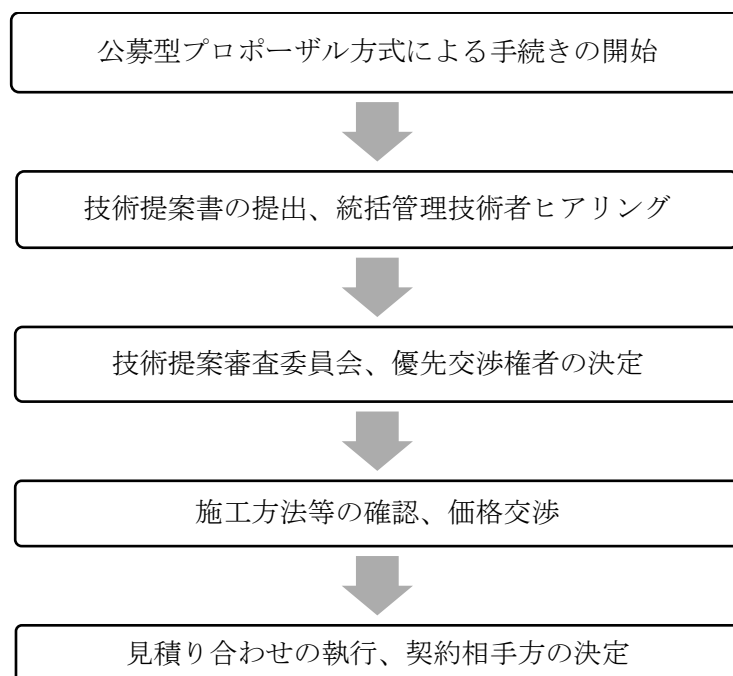 公募型プロポーザル方式による手続きの開始
技術提案書の提出、統括管理技術者ヒアリング
技術提案審査委員会、優先交渉権者の決定
施工方法等の確認、価格交渉
見積り合わせの執行、契約相手方の決定